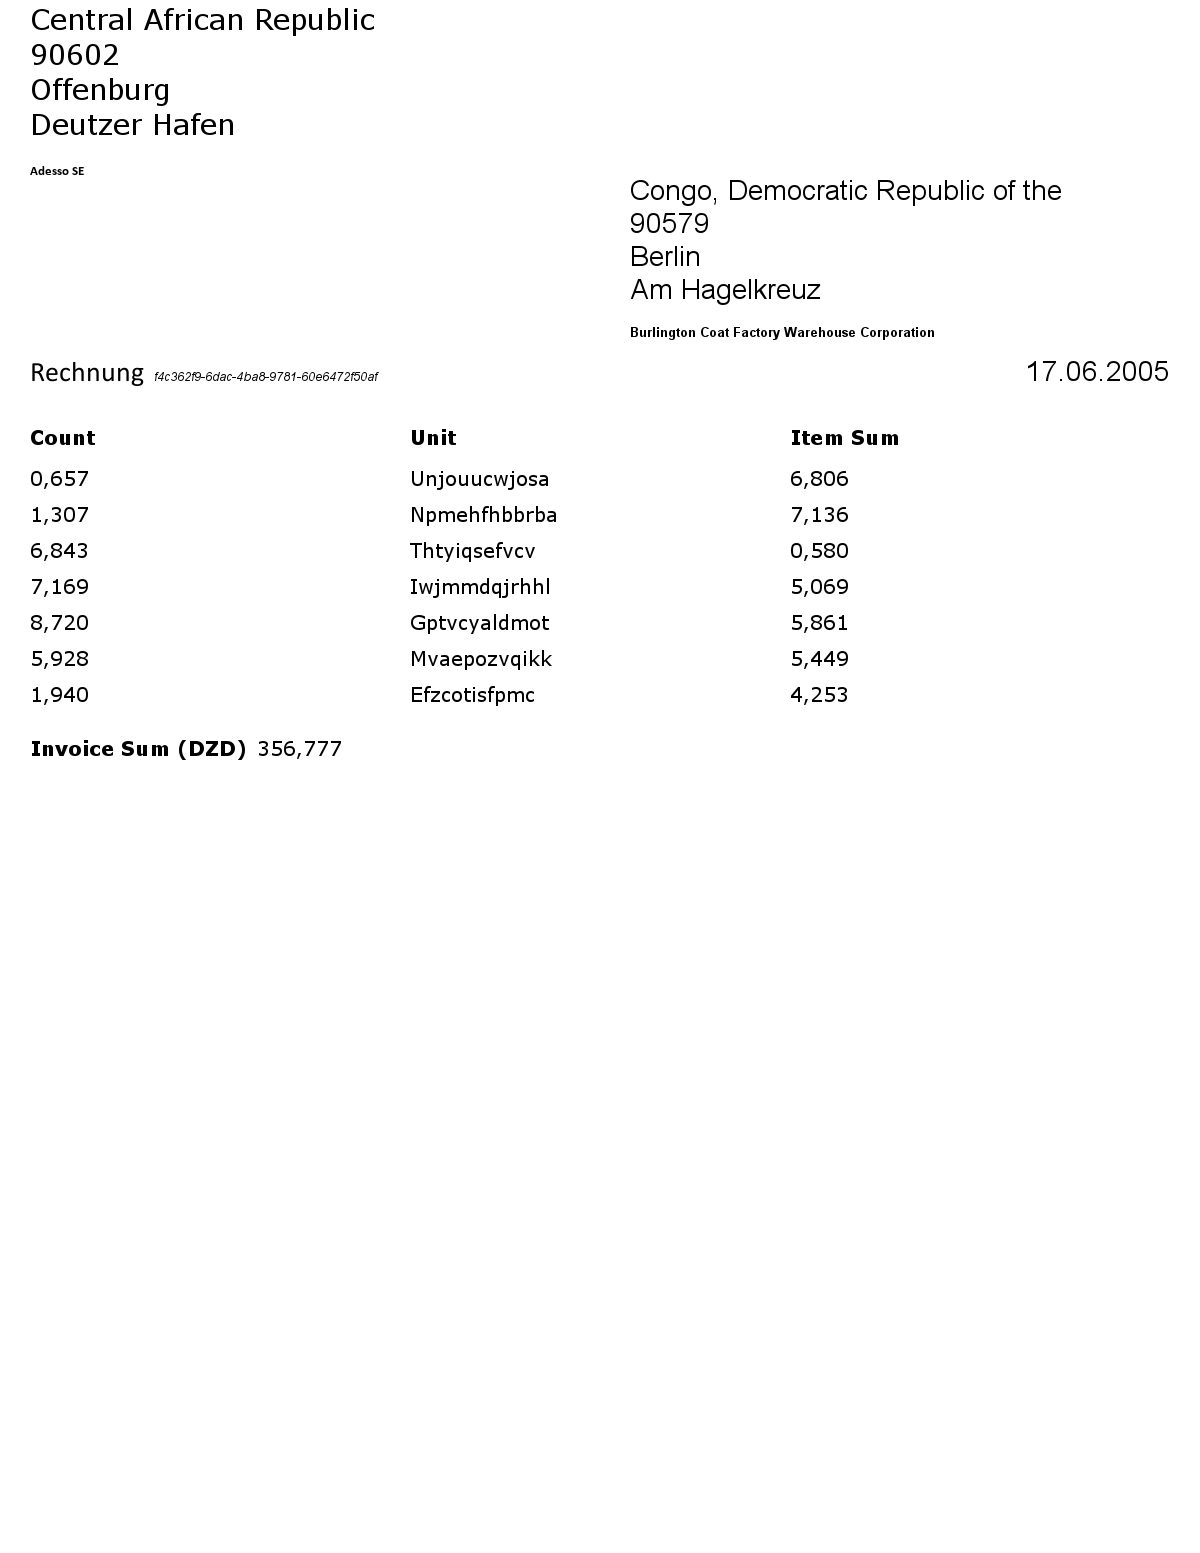 Central African Republic
90602
Offenburg
Deutzer Hafen
Adesso SE
Congo, Democratic Republic of the
90579
Berlin
Am Hagelkreuz
Burlington Coat Factory Warehouse Corporation
Rechnung f4c362f9-6dac-4ba8-9781-60e6472f50af 17.06.2005
Count Unit Item Sum
0,657 Unjouucwjosa 6,806
1,307 Npmehfhbbrba 7,136
6,843 Thtyiqsefvcv 0,580
7,169 Iwjmmdqjrhhl 5,069
8,720 Gptvcyaldmot 5,861
5,928 Mvaepozvqikk 5,449
1,940 Efzcotisfpmc 4,253
Invoice Sum (DZD) 356,777